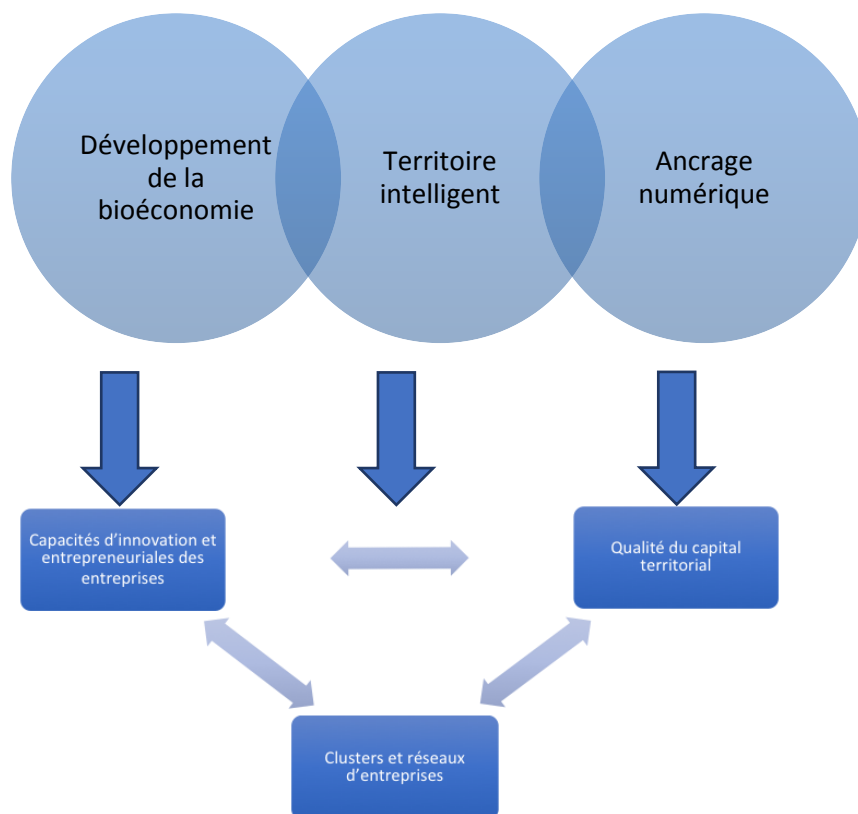 Développement
de la
bioéconomie
Territoire
intelligent
Ancrage
numérique
Capacités d’innovation et
entrepreneuriales des
entreprises
Qualité du capital
territorial
Clusters et réseaux
d’entreprises